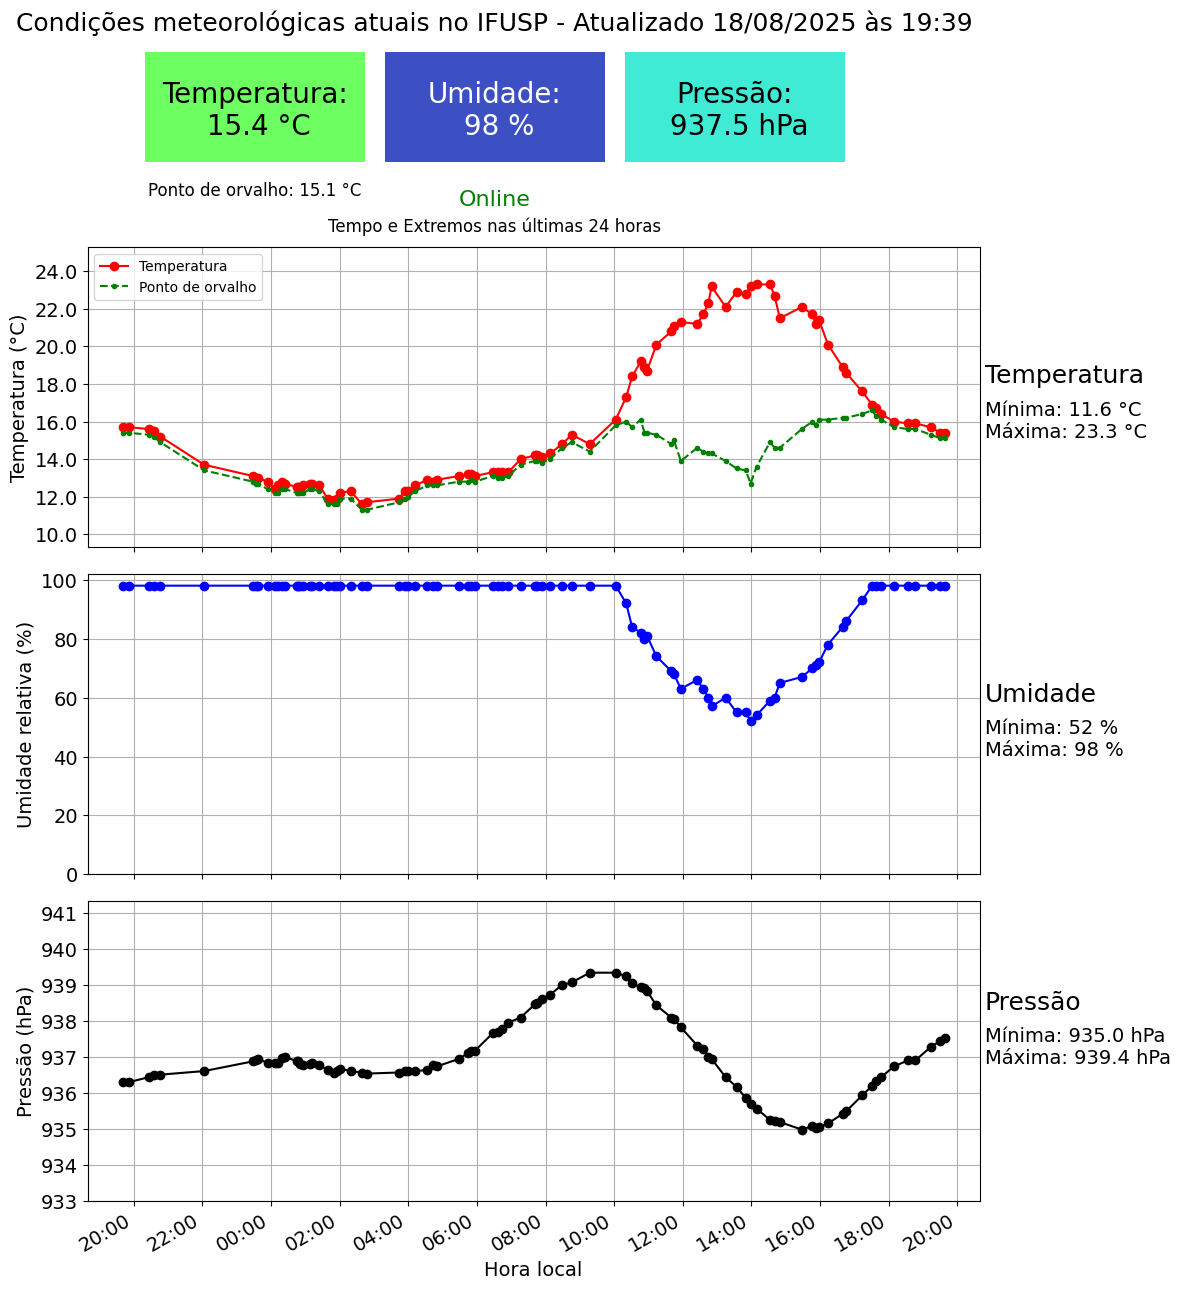 Condições meteorológicas atuais no IFUSP - Atualizado 18/08/2025 às 19:39
Temperatura:
15.4 °C
Umidade:
98 %
Pressão:
937.5 hPa
Ponto de orvalho: 15.1 °C
Online
Tempo e Extremos nas últimas 24 horas
Temperatura (°C)
24.0
22.0
20.0
18.0
16.0
14.0
12.0
10.0
Temperatura
Ponto de orvalho
Temperatura
Mínima: 11.6 °C
Máxima: 23.3 °C
Umidade relativa (%)
100
80
60
40
20
0
Umidade
Mínima: 52 %
Máxima: 98 %
Pressão (hPa)
941
940
939
938
937
936
935
934
933
Pressão
Mínima: 935.0 hPa
Máxima: 939.4 hPa
20:00 22:00 00:00 02:00 04:00 06:00 08:00 10:00 12:00 14:00 16:00 18:00 20:00
Hora local